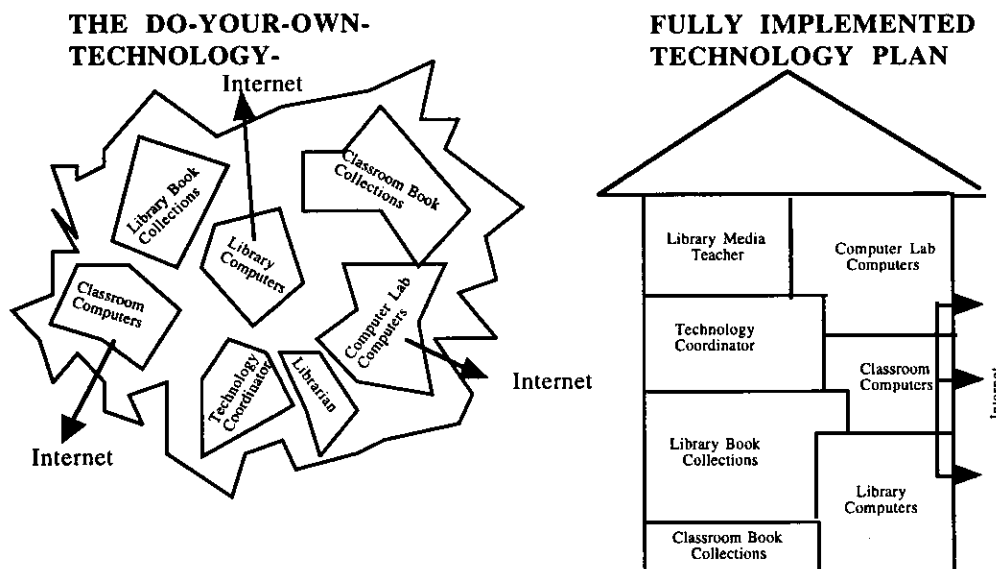 THE DO-YOUR-OWN-
TECHNOLOGY-
Internet
Library Book
Collections
Classroom Book
Collections
Library
Computers
Classroom
Computers
Computer Lab
Computers
Technology
Coordinator
Librarian
Internet
Internet
FULLY IMPLEMENTED
TECHNOLOGY PLAN
Library Media
Teacher
Computer Lab
Computers
Technology
Coordinator
Classroom
Computers
Internet
Library Book
Collections
Library
Computers
Classroom Book
Collections